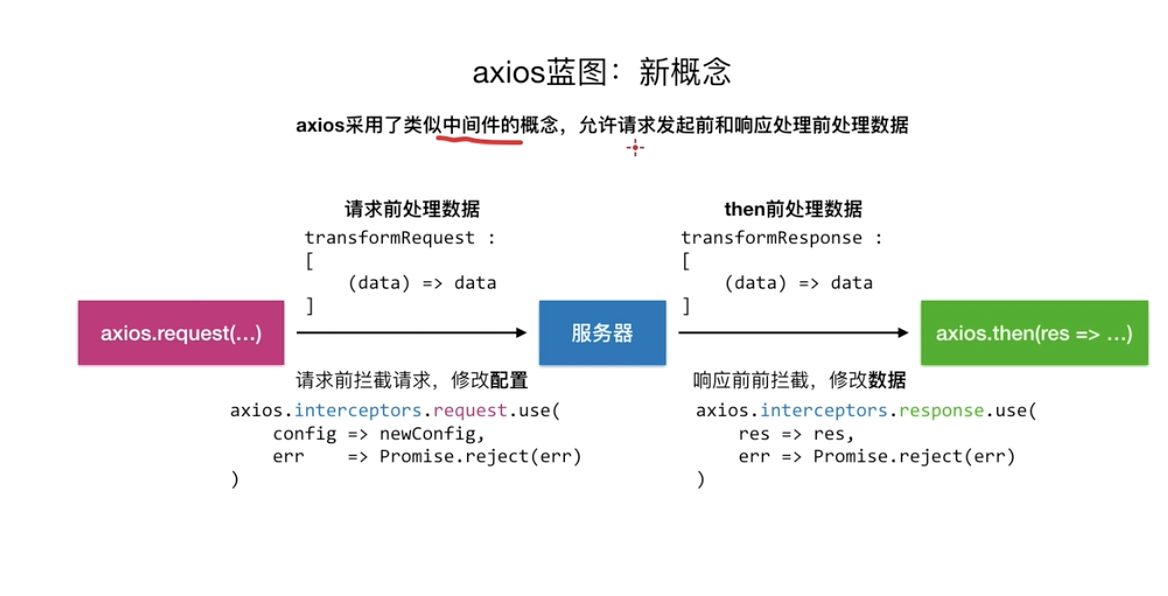 axios蓝图：新概念
axios采用了类似中间件的概念，允许请求发起前和响应处理前处理数据
请求前处理数据
transformRequest :
[
(data) => data
]
then前处理数据
transformResponse :
[
(data) => data
]
axios.request(...)
服务器
axios.then(res => ...)
请求前拦截请求，修改配置
axios.interceptors.request.use(
config => newConfig,
err => Promise.reject(err)
)
响应前前拦截，修改数据
axios.interceptors.response.use(
res => res,
err => Promise.reject(err)
)